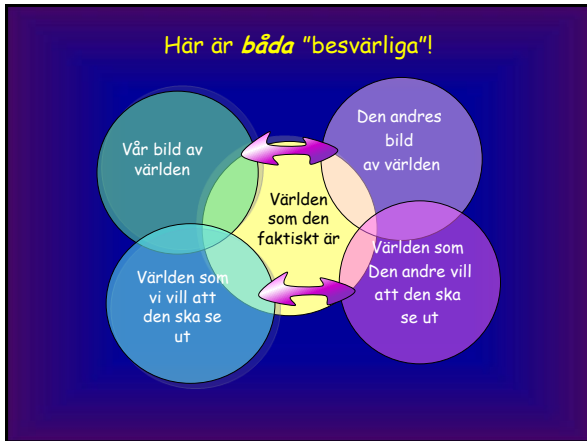 Här är båda ”besvärliga”!
Vår bild av
världen
Den andres
bild
av världen
Världen
som den
faktiskt är
Världen som
vi vill att
den ska se
ut
Världen som
Den andre vill
att den ska
se ut